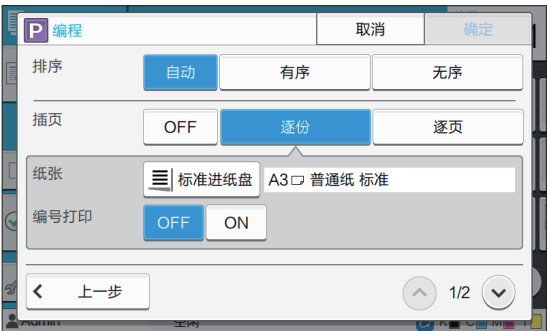 P 编程 取消 确定
排序 自动 有序 无序
插页 OFF 逐份 逐页
纸张 标准进纸盘 A3 普通纸 标准
编号打印 OFF ON
上一步 1/2
Admin 空闲 K C M Y